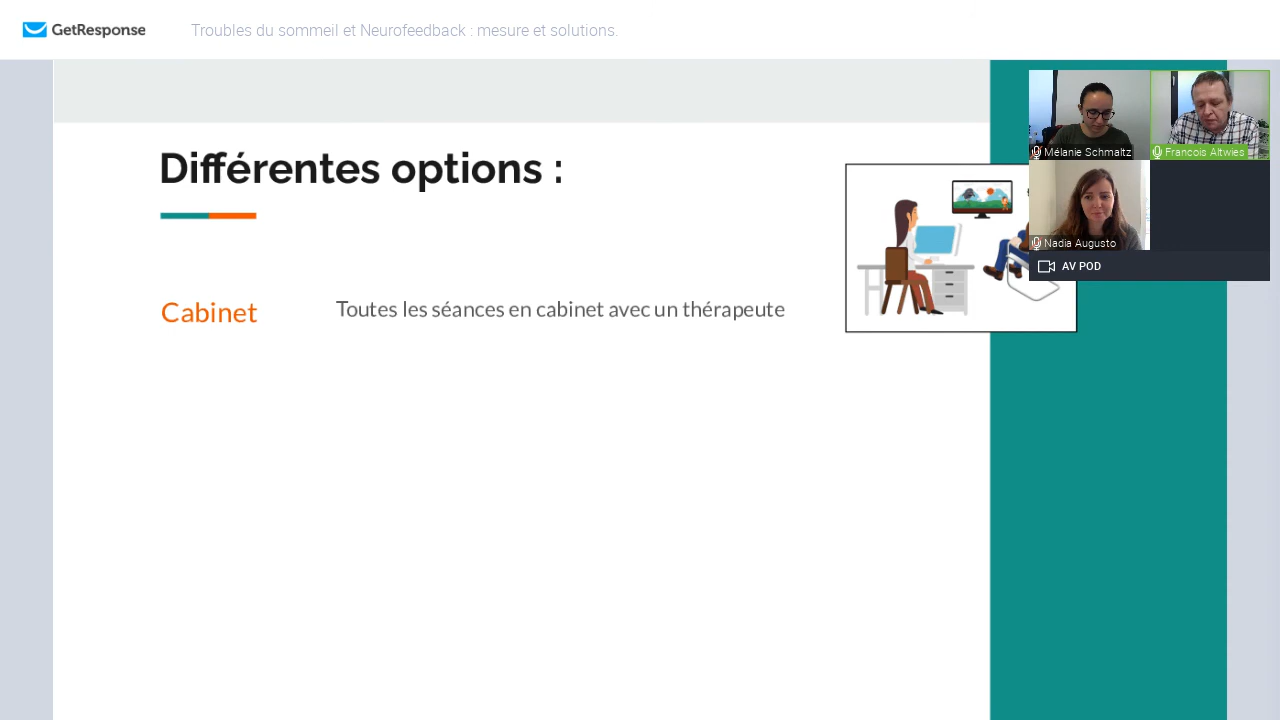 GetResponse
Troubles du sommeil et Neurofeedback : mesure et solutions.
Différentes options :
Cabinet
Toutes les séances en cabinet avec un thérapeute
Mélanie Schmaltz
Francois Altwies
Nadia Augusto
AV POD